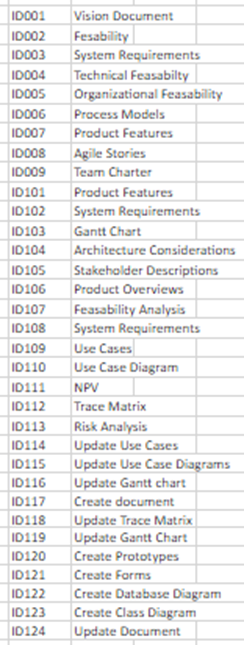 ID001 Vision Document
ID002 Fesability
ID003 System Requirements
ID004 Technical Feasabilty
ID005 Organizational Feasability
ID006 Process Models
ID007 Product Features
ID008 Agile Stories
ID009 Team Charter
ID101 Product Features
ID102 System Requirements
ID103 Gantt Chart
ID104 Architecture Considerations
ID105 Stakeholder Descriptions
ID106 Product Overviews
ID107 Feasability Analysis
ID108 System Requirements
ID109 Use Cases
ID110 Use Case Diagram
ID111 NPV
ID112 Trace Matrix
ID113 Risk Analysis
ID114 Update Use Cases
ID115 Update Use Case Diagrams
ID116 Update Gantt chart
ID117 Create document
ID118 Update Trace Matrix
ID119 Update Gantt Chart
ID120 Create Prototypes
ID121 Create Forms
ID122 Create Database Diagram
ID123 Create Class Diagram
ID124 Update Document